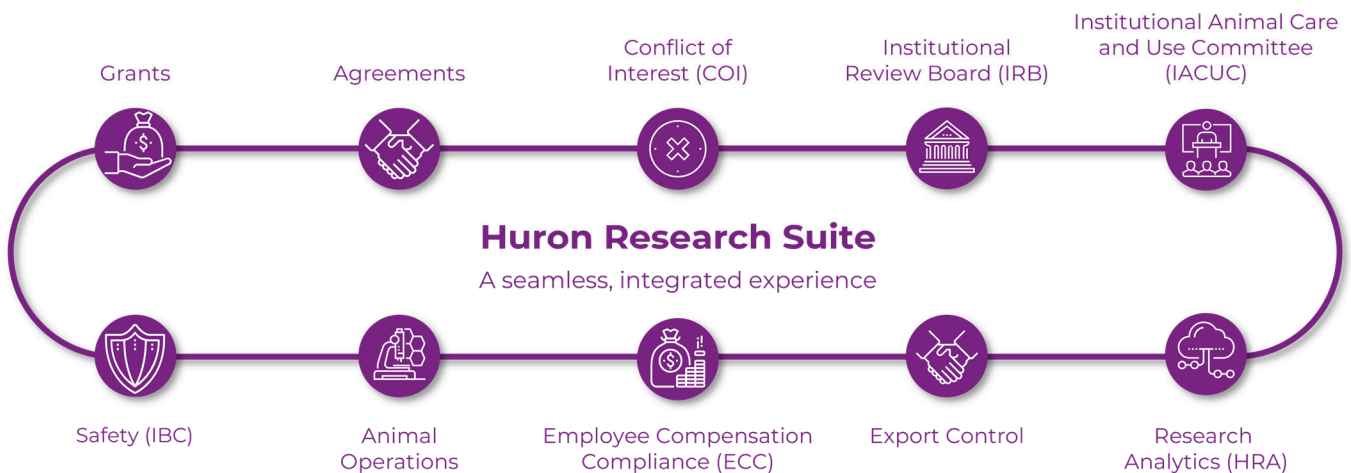 Grants
Agreements
Conflict of
Interest (COI)
Institutional
Review Board (IRB)
Institutional Animal Care
and Use Committee
(IACUC)
$
Huron Research Suite
A seamless, integrated experience
$
Safety (IBC)
Animal
Operations
Employee Compensation
Compliance (ECC)
Export Control
Research
Analytics (HRA)